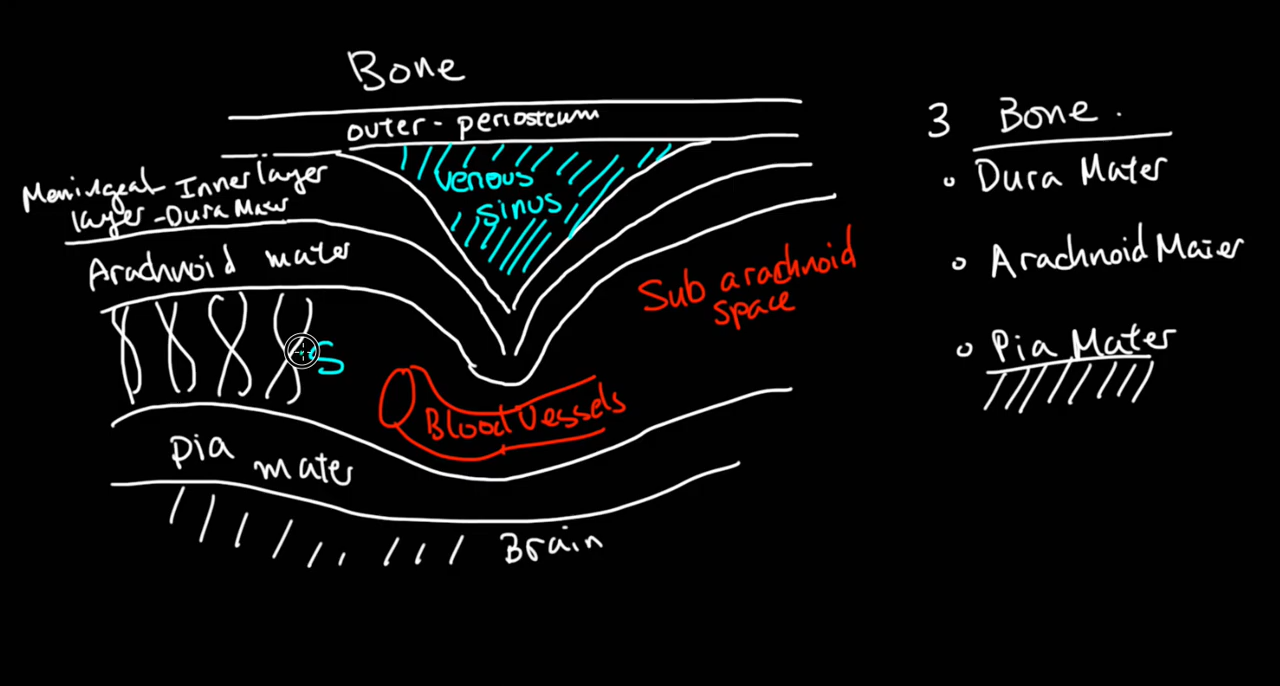 Bone
outer - periosteum
Meningeal - Inner layer
layer - Dura Mater
venous
sinus
Arachnoid mater
Sub arachnoid
space
S
Blood Vessels
Pia
mater
Brain
3 Bone.
Dura Mater
Arachnoid Mater
Pia Mater